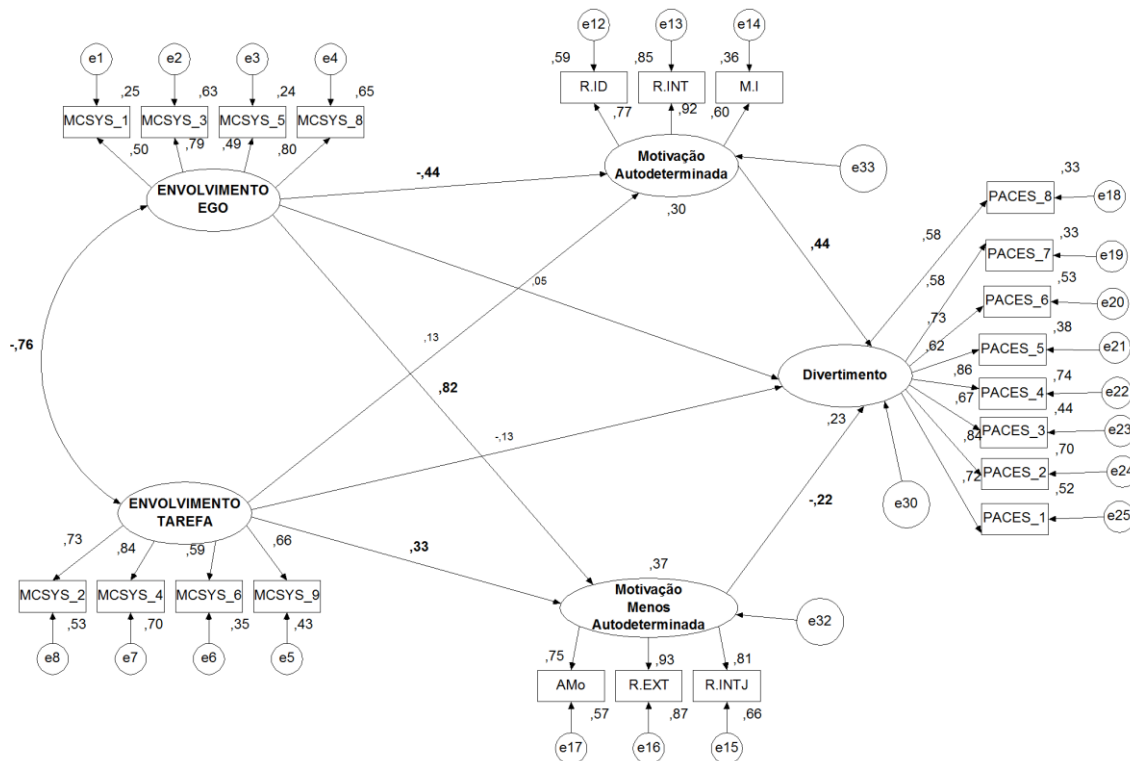 e1 e2 e3 e4
,25 ,63 ,24 ,65
MCSYS_1 MCSYS_3 MCSYS_5 MCSYS_8
,50 ,79 ,49 ,80
ENVOLVIMENTO
EGO
e12 e13 e14
,59 ,85 ,36
R.ID R.INT M.I
,77 ,92 ,60
Motivação
Autodeterminada
,30
e33
-,44
,44
,05
,13
-,76
,82
-,13
,33
-,22
Divertimento
,23
e30
,33
PACES_8 e18
,58
,33
PACES_7 e19
,58
,53
PACES_6 e20
,73
,38
PACES_5 e21
,62
,74
PACES_4 e22
,86
,44
PACES_3 e23
,67
,70
PACES_2 e24
,84
,52
PACES_1 e25
,72
ENVOLVIMENTO
TAREFA
,73 ,84 ,59 ,66
MCSYS_2 MCSYS_4 MCSYS_6 MCSYS_9
,53 ,70 ,35 ,43
e8 e7 e6 e5
,37
Motivação
Menos
Autodeterminada
e32
,75 ,93 ,81
AMo R.EXT R.INTJ
,57 ,87 ,66
e17 e16 e15